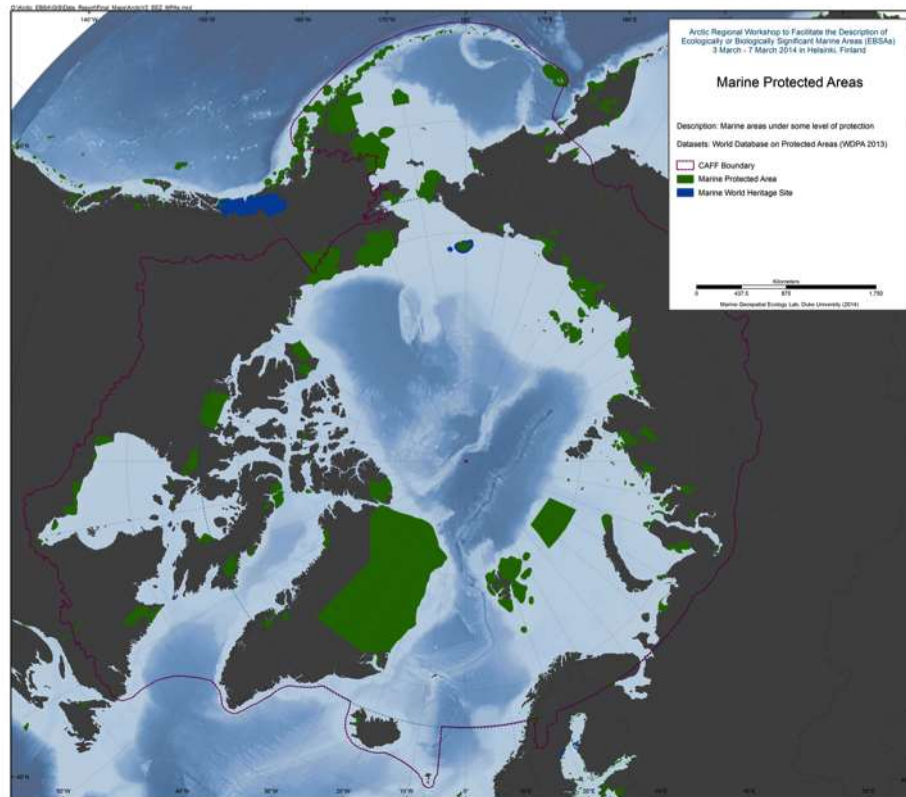 Arctic Regional Workshop to Facilitate the Description of
Ecologically or Biologically Significant Marine Areas (EBSAs)
3 March - 7 March 2014 in Helsinki, Finland
Marine Protected Areas
Description: Marine areas under some level of protection
Datasets: World Database on Protected Areas (WDPA 2013)
CAFF Boundary
Marine Protected Area
Marine World Heritage Site
Kilometers
0 437.5 875 1,750
Marine Geospatial Ecology Lab, Duke University (2014)